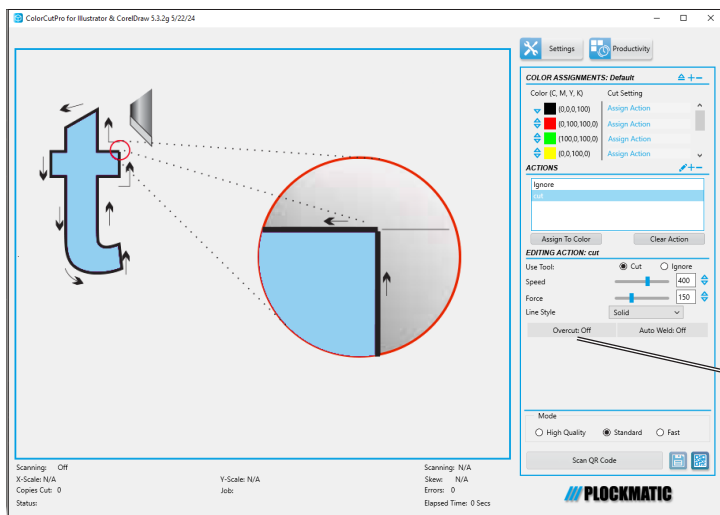 ColorCutPro for Illustrator & CorelDraw 5.3.2g 5/22/24
Settings
Productivity
COLOR ASSIGNMENTS: Default
Color (C, M, Y, K) Cut Setting
(0,0,0,100) Assign Action
(0,100,100,0) Assign Action
(100,0,100,0) Assign Action
(0,0,100,0) Assign Action
ACTIONS
Ignore
cut
Assign To Color Clear Action
EDITING ACTION: cut
Use Tool: Cut Ignore
Speed 400
Force 150
Line Style Solid
Overcut: Off Auto Weld: Off
Mode
High Quality Standard Fast
Scan QR Code
PLOCKMATIC
t
Scanning: Off Scanning: N/A
X-Scale: N/A Y-Scale: N/A Skew: N/A
Copies Cut: 0 Job: Errors: 0
Status: Elapsed Time: 0 Secs